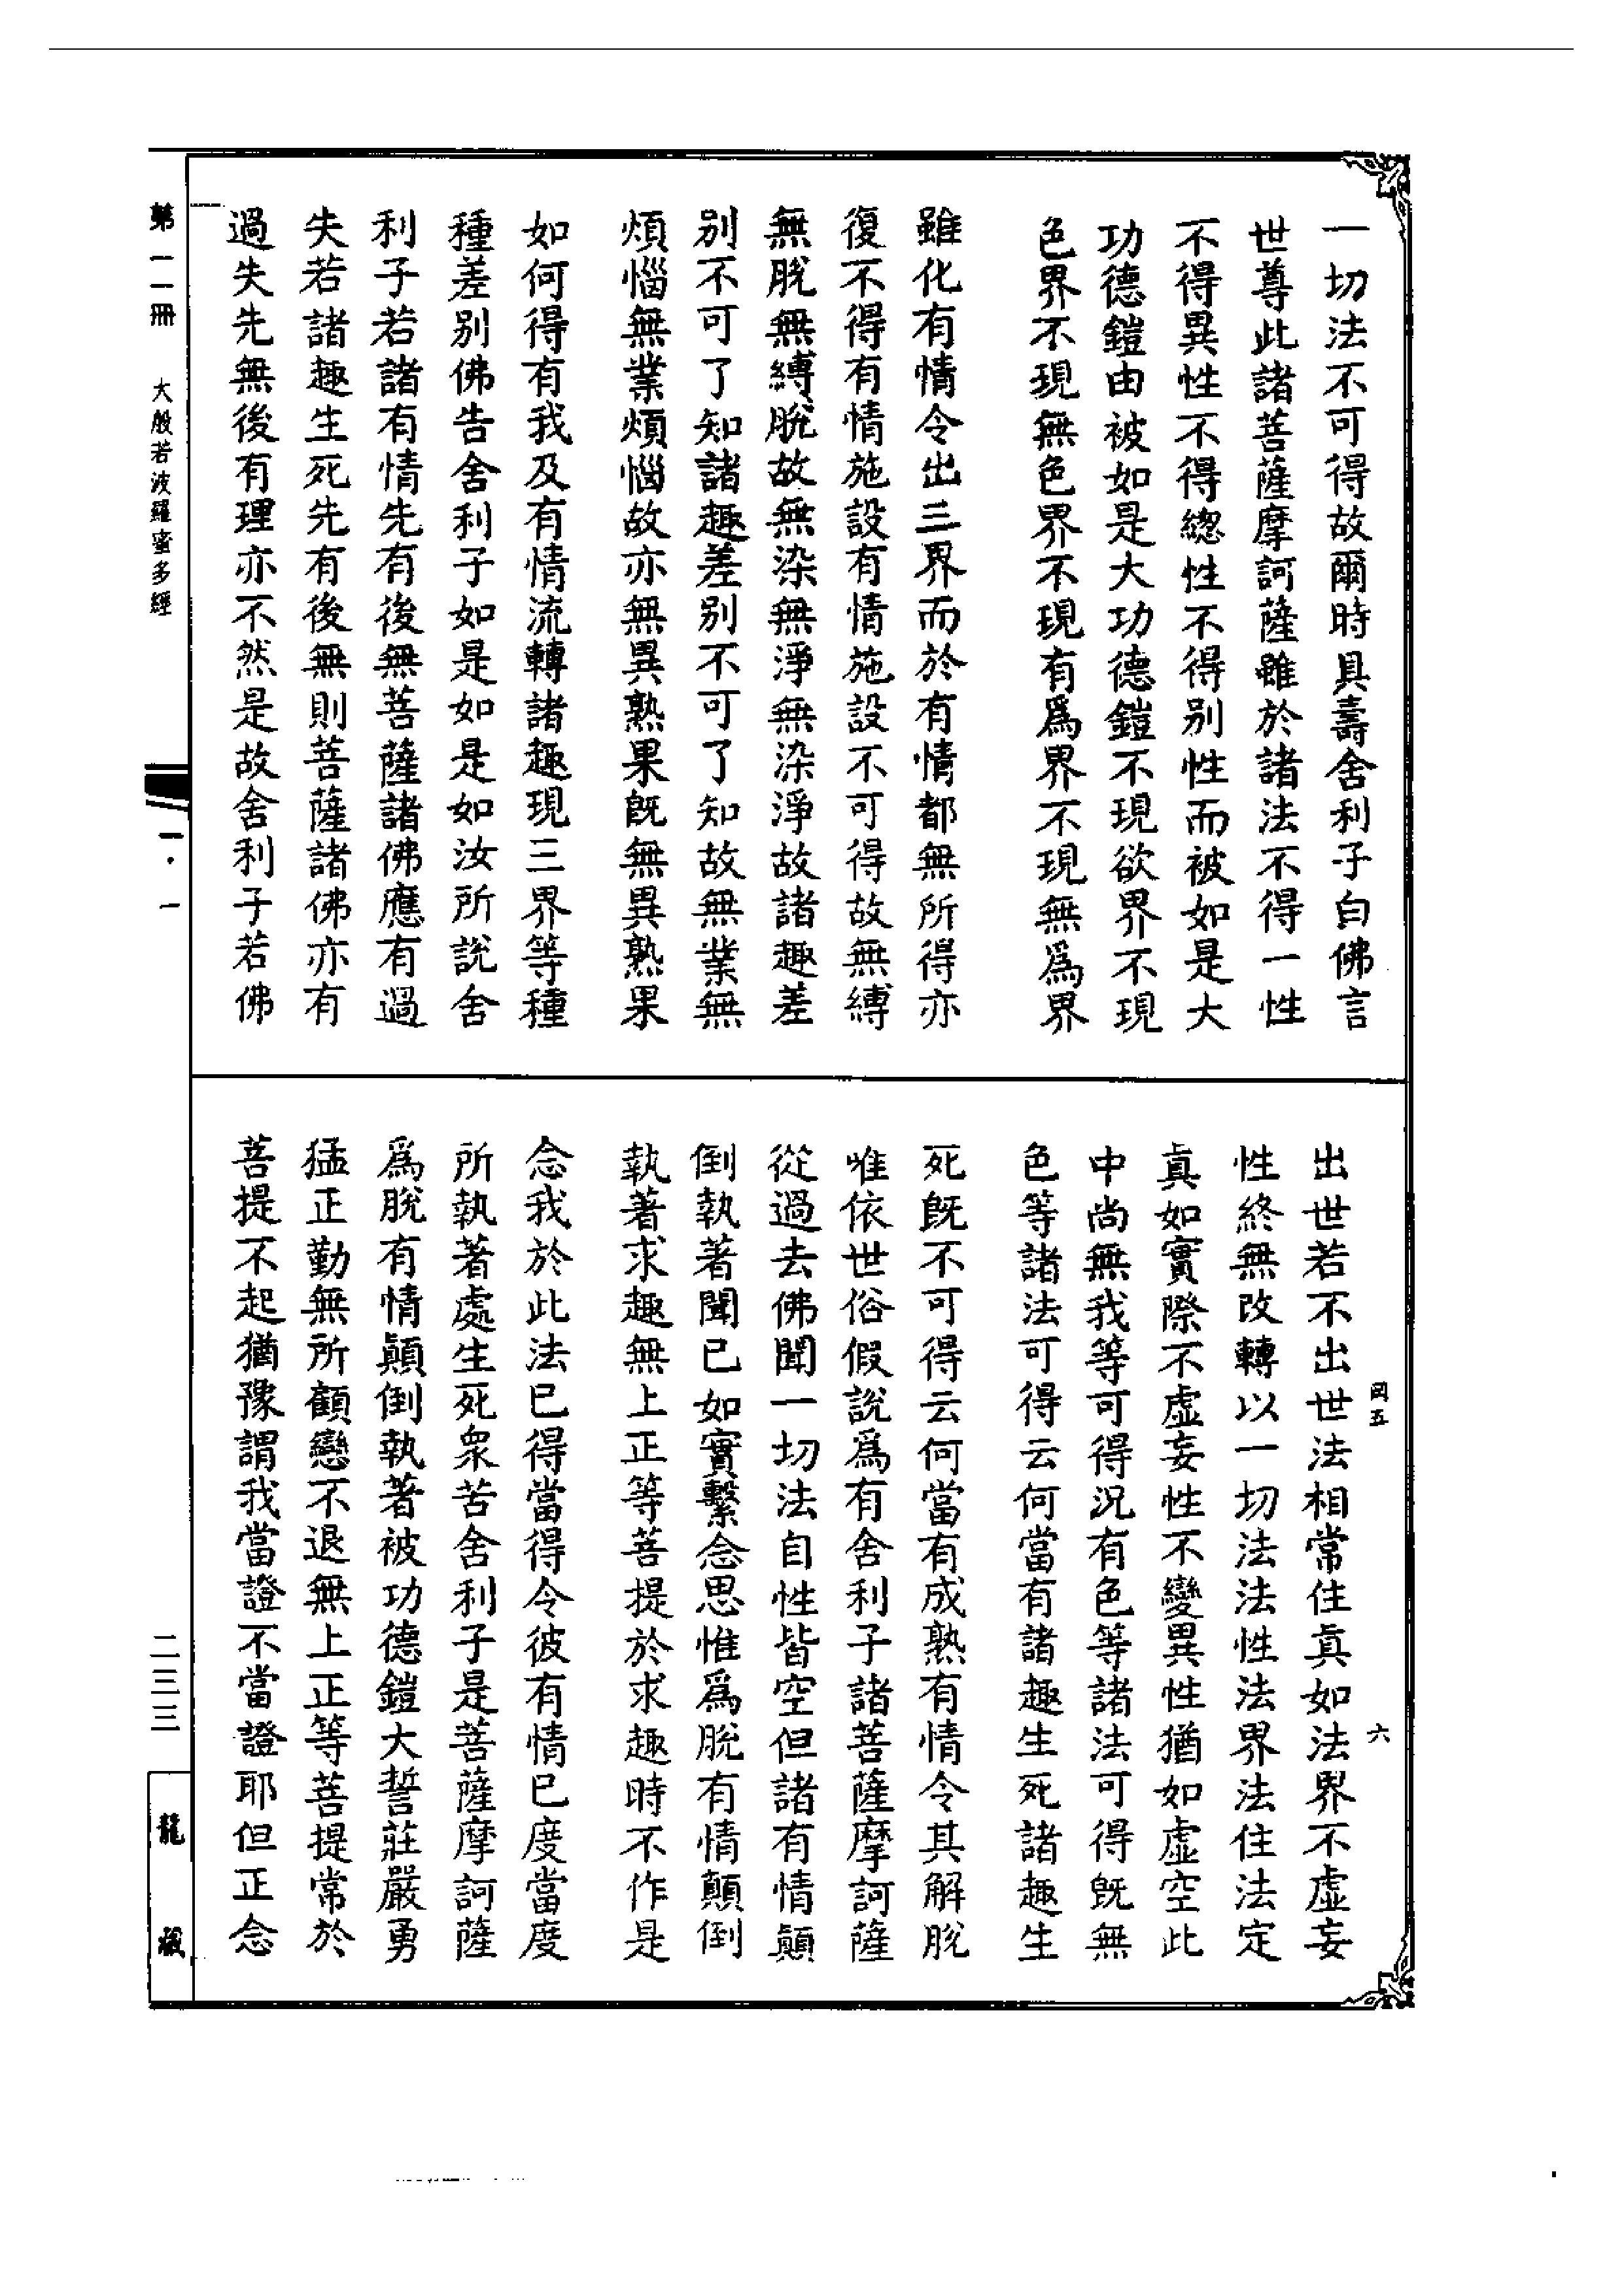 一切法不可得故爾時具壽舍利子白佛言
世尊此諸菩薩摩訶薩雖於諸法不得一性
不得異性不得總性不得別性而被如是大
功德鎧由被如是大功德鎧不現欲界不現
色界不現無色界不現有為界不現無為界
雖化有情令出三界而於有情都無所得亦
復不得有情施設有情施設不可得故無縛
無脫無縛脫故無染無淨無染淨故諸趣差
別不可了知諸趣差別不可了知故無業無
煩惱無業煩惱故亦無異熟果既無異熟果
如何得有我及有情流轉諸趣現三界等種
種差別佛告舍利子如是如是如汝所說舍
利子若諸有情先有後無菩薩諸佛應有過
失若諸趣生死先有後無則菩薩諸佛亦有
過失先無後有理亦不然是故舍利子若佛
出世若不出世法相常住真如法界不虛妄
性終無改轉以一切法法性法界法住法定
真如實際不虛妄性不變異性猶如虛空此
中尚無我等可得況有色等諸法可得既無
色等諸法可得云何當有諸趣生死諸趣生
死既不可得云何當有成熟有情令其解脫
唯依世俗假說為有舍利子諸菩薩摩訶薩
從過去佛聞一切法自性皆空但諸有情顛
倒執著聞已如實繫念思惟為脫有情顛倒
執著求趣無上正等菩提於求趣時不作是
念我於此法已得當得令彼有情已度當度
所執著處生死眾苦舍利子是菩薩摩訶薩
為脫有情顛倒執著被功德鎧大誓莊嚴勇
猛正勤無所顧戀不退無上正等菩提常於
菩提不起猶豫謂我當證不當證耶但正念
五
六
第一一冊
大般若波羅蜜多經
一·一
二三三
龍藏